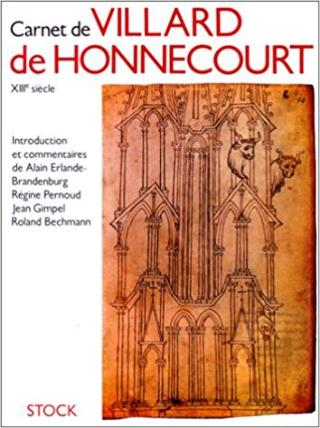 Carnet de VILLARD
de HONNECOURT
XIIIe siècle
Introduction
et commentaires
de Alain Erlande-
Brandenburg
Régine Pernoud
Jean Gimpel
Roland Bechmann
STOCK